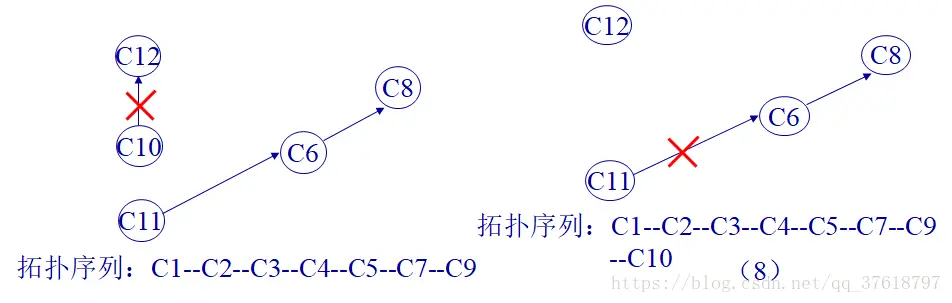 C12
C8
C10
C6
C11
拓扑序列：C1--C2--C3--C4--C5--C7--C9
C12
C8
C6
C11
拓扑序列：C1--C2--C3--C4--C5--C7--C9
--C10
（8）
https://blog.csdn.net/qq_37618797